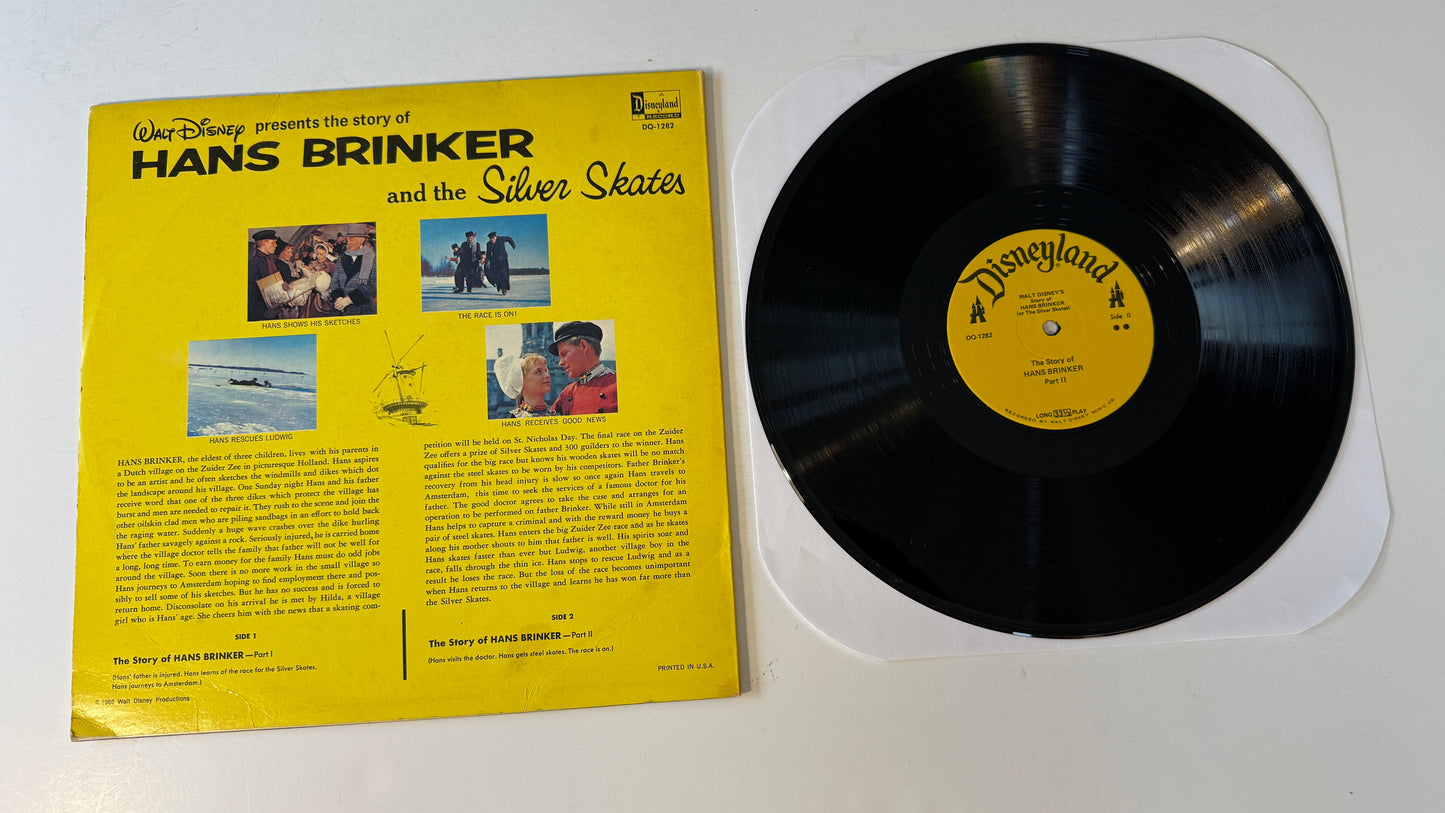 WALT DISNEY presents the story of
HANS BRINKER
and the Silver Skates
Disneyland
RECORD
DQ-1282
HANS SHOWS HIS SKETCHES
THE RACE IS ON!
HANS RESCUES LUDWIG
HANS RECEIVES GOOD NEWS
HANS BRINKER, the eldest of three children, lives with his parents in
a Dutch village on the Zuider Zee in picturesque Holland. Hans aspires
to be an artist and he often sketches the windmills and dikes which dot
the landscape around his village. One Sunday night Hans and his father
receive word that one of the three dikes which protect the village has
burst and men are needed to repair it. They rush to the scene and join the
other oilskin clad men who are piling sandbags in an effort to hold back
the raging water. Suddenly a huge wave crashes over the dike hurling
Hans' father savagely against a rock. Seriously injured, he is carried home
where the village doctor tells the family that father will not be well for
a long, long time. To earn money for the family Hans must do odd jobs
around the village. Soon there is no more work in the small village so
Hans journeys to Amsterdam hoping to find employment there and pos-
sibly to sell some of his sketches. But he has no success and is forced to
return home. Disconsolate on his arrival he is met by Hilda, a village
girl who is Hans' age. She cheers him with the news that a skating com-
petition will be held on St. Nicholas Day. The final race on the Zuider
Zee offers a prize of Silver Skates and 300 guilders to the winner. Hans
qualifies for the big race but knows his wooden skates will be no match
against the steel skates to be worn by his competitors. Father Brinker's
recovery from his head injury is slow so once again Hans travels to
Amsterdam, this time to seek the services of a famous doctor for his
father. The good doctor agrees to take the case and arranges for an
operation to be performed on father Brinker. While still in Amsterdam
Hans helps to capture a criminal and with the reward money he buys a
pair of steel skates. Hans enters the big Zuider Zee race and as he skates
along his mother shouts to him that father is well. His spirits soar and
Hans skates faster than ever but Ludwig, another village boy in the
race, falls through the thin ice. Hans stops to rescue Ludwig and as a
result he loses the race. But the loss of the race becomes unimportant
when Hans returns to the village and learns he has won far more than
the Silver Skates.
SIDE 1
The Story of HANS BRINKER—Part I
(Hans' father is injured. Hans learns of the race for the Silver Skates.
Hans journeys to Amsterdam.)
© 1969 Walt Disney Productions
SIDE 2
The Story of HANS BRINKER—Part II
(Hans visits the doctor. Hans gets steel skates. The race is on.)
PRINTED IN U.S.A.
Disneyland®
WALT DISNEY'S
Story of
HANS BRINKER
(or The Silver Skates)
Side II
DQ-1282
The Story of
HANS BRINKER
Part II
LONG 33⅓ PLAY
RECORDED BY WALT DISNEY MUSIC CO.